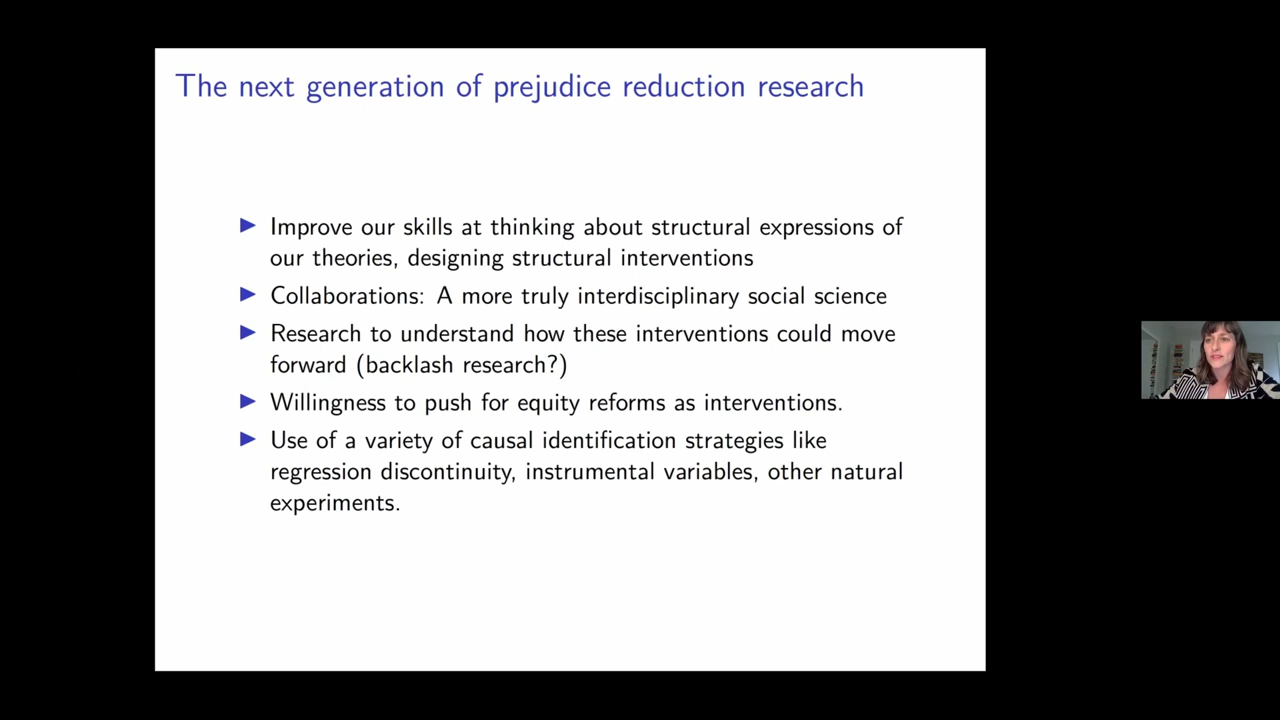 The next generation of prejudice reduction research
▶ Improve our skills at thinking about structural expressions of
our theories, designing structural interventions
▶ Collaborations: A more truly interdisciplinary social science
▶ Research to understand how these interventions could move
forward (backlash research?)
▶ Willingness to push for equity reforms as interventions.
▶ Use of a variety of causal identification strategies like
regression discontinuity, instrumental variables, other natural
experiments.